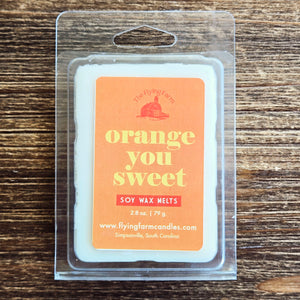 The Flying Farm
orange
you
sweet
SOY WAX MELTS
2.8 oz. | 79 g.
www.flyingfarmcandles.com
Simpsonville, South Carolina